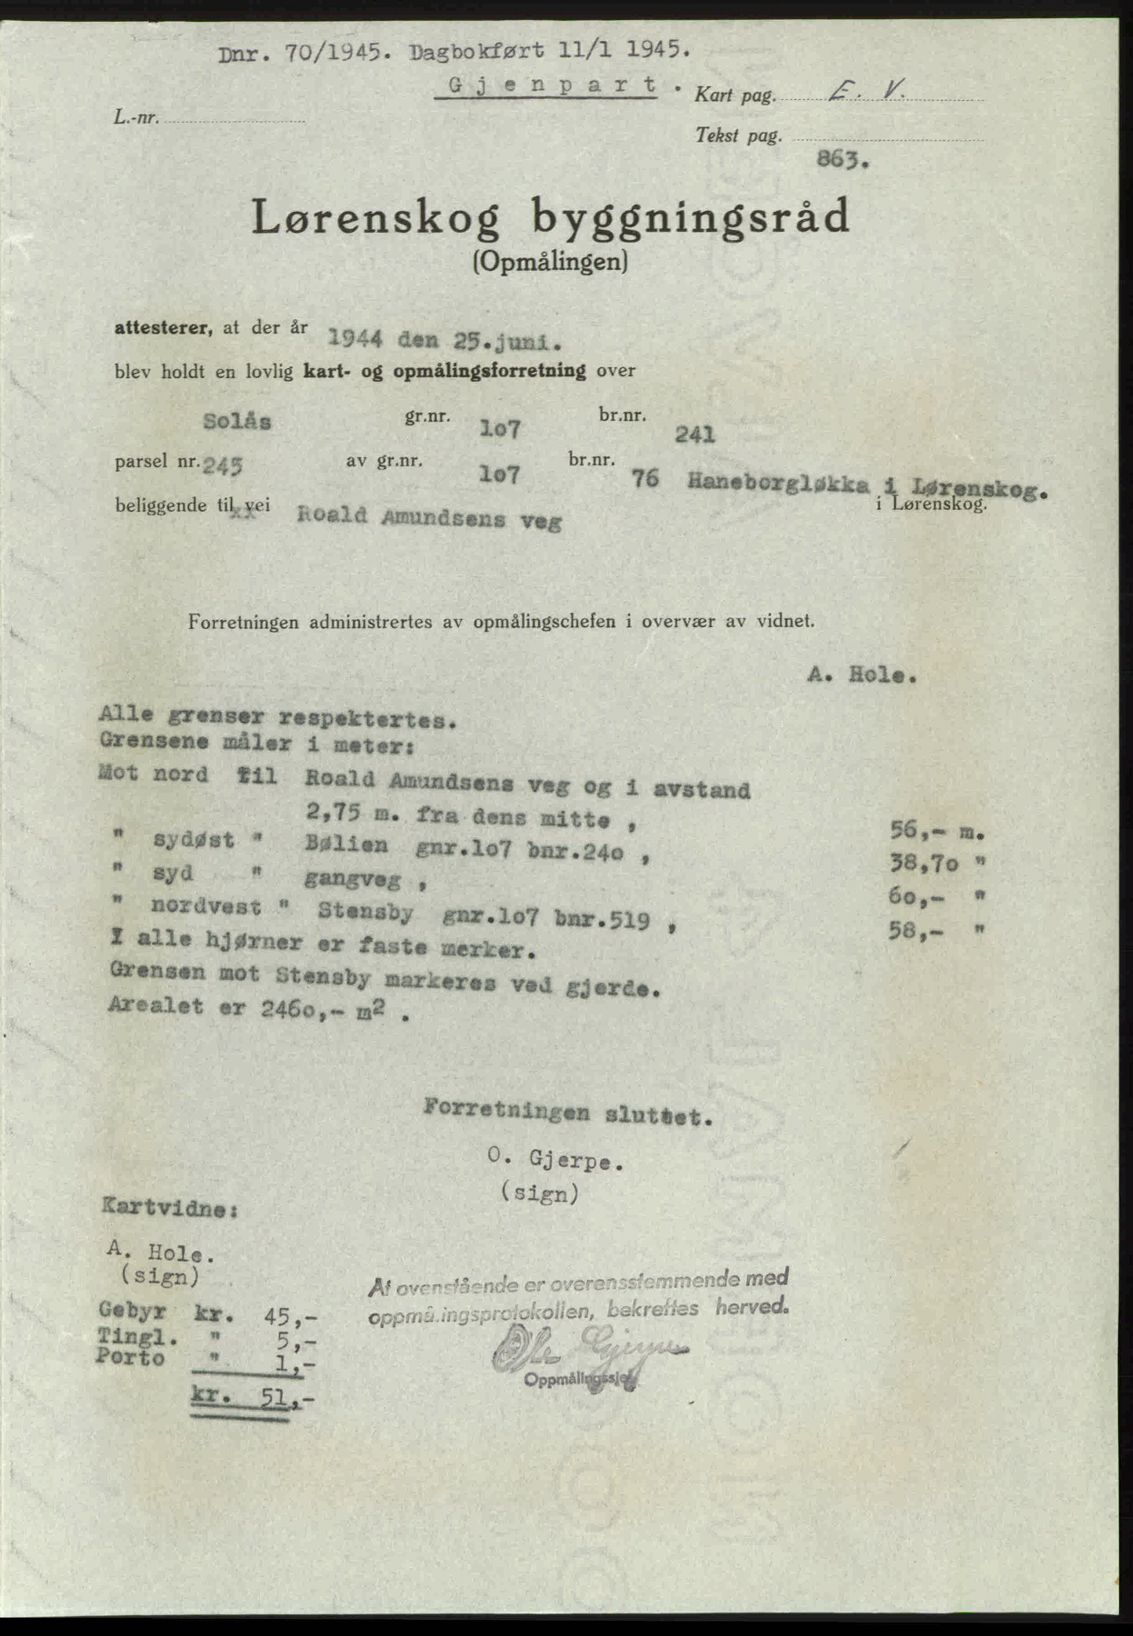 Dnr. 70/1945. Dagbokført 11/1 1945.
Gjenpart.
Kart pag. E. V.
L.-nr.
Tekst pag.
863.
Lørenskog byggningsråd
(Opmålingen)
attesterer, at der år 1944 den 25.juni.
blev holdt en lovlig kart- og opmålingsforretning over
Solås gr.nr. 1o7 br.nr. 241
parsel nr. 245 av gr.nr. 1o7 br.nr. 76 Haneborgløkka i Lørenskog.
beliggende til vei Roald Amundsens veg i Lørenskog.
Forretningen administrertes av opmålingschefen i overvær av vidnet.
A. Hole.
Alle grenser respektertes.
Grensene måler i meter:
Mot nord til Roald Amundsens veg og i avstand
2,75 m. fra dens mitte , 56,- m.
" sydøst " Bølien gnr.1o7 bnr.24o , 38,7o "
" syd " gangveg , 6o,- "
" nordvest " Stensby gnr.1o7 bnr.519 , 58,- "
I alle hjørner er faste merker.
Grensen mot Stensby markeres ved gjerde.
Arealet er 246o,- m2 .
Forretningen sluttet.
O. Gjerpe.
(sign)
Kartvidne:
A. Hole.
(sign)
At ovenstående er overensstemmende med
oppmålingsprotokollen, bekreftes herved.
Ole Gjerpe
Oppmålingssjef
Gebyr kr. 45,-
Tingl. " 5,-
Porto " 1,-
kr. 51,-